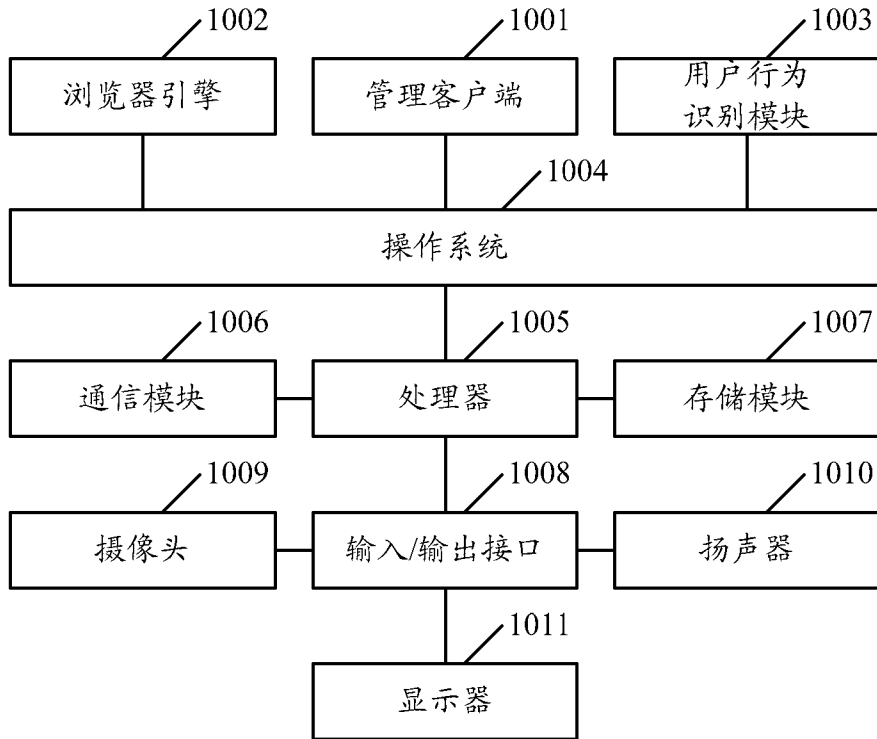 1002
1001
1003
浏览器引擎
管理客户端
用户行为
识别模块
1004
操作系统
1006
1005
1007
通信模块
处理器
存储模块
1009
1008
1010
摄像头
输入/输出接口
扬声器
1011
显示器